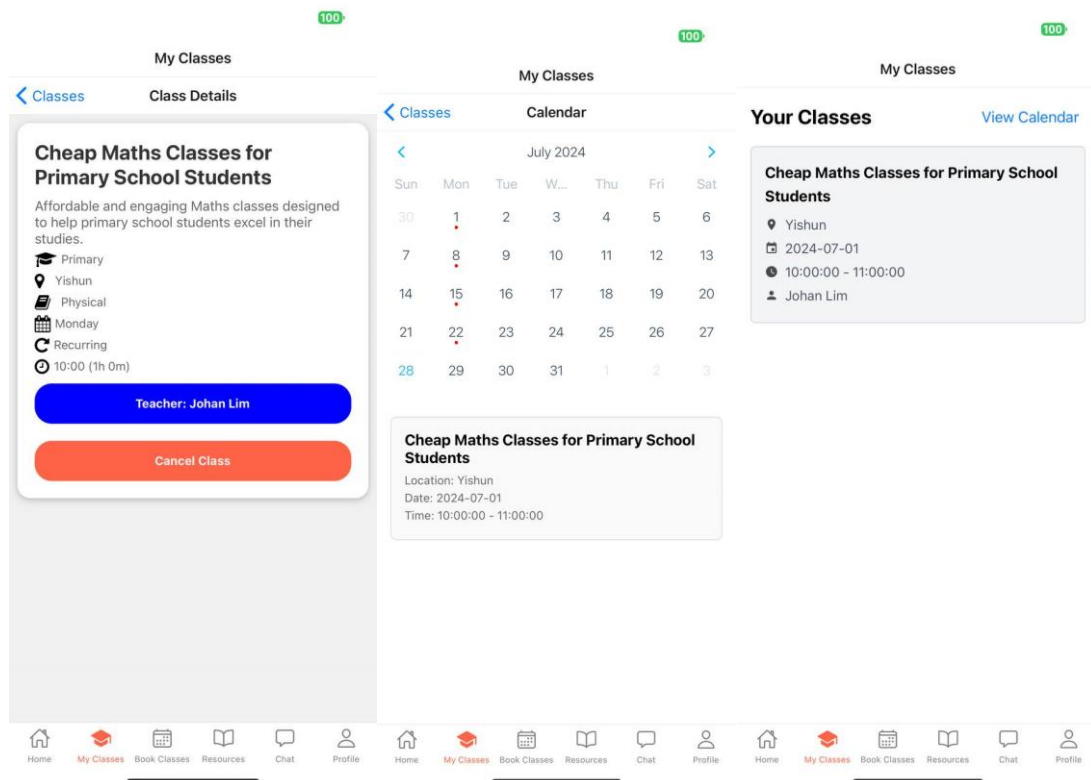 100
My Classes
Classes
Class Details
Cheap Maths Classes for
Primary School Students
Affordable and engaging Maths classes designed
to help primary school students excel in their
studies.
Primary
Yishun
Physical
Monday
Recurring
10:00 (1h 0m)
Teacher: Johan Lim
Cancel Class
Home My Classes Book Classes Resources Chat Profile
100
My Classes
Classes
Calendar
July 2024
Sun Mon Tue W... Thu Fri Sat
30 1 2 3 4 5 6
7 8 9 10 11 12 13
14 15 16 17 18 19 20
21 22 23 24 25 26 27
28 29 30 31 1 2 3
Cheap Maths Classes for Primary School
Students
Location: Yishun
Date: 2024-07-01
Time: 10:00:00 - 11:00:00
Home My Classes Book Classes Resources Chat Profile
100
My Classes
Your Classes
View Calendar
Cheap Maths Classes for Primary School
Students
Yishun
2024-07-01
10:00:00 - 11:00:00
Johan Lim
Home My Classes Book Classes Resources Chat Profile